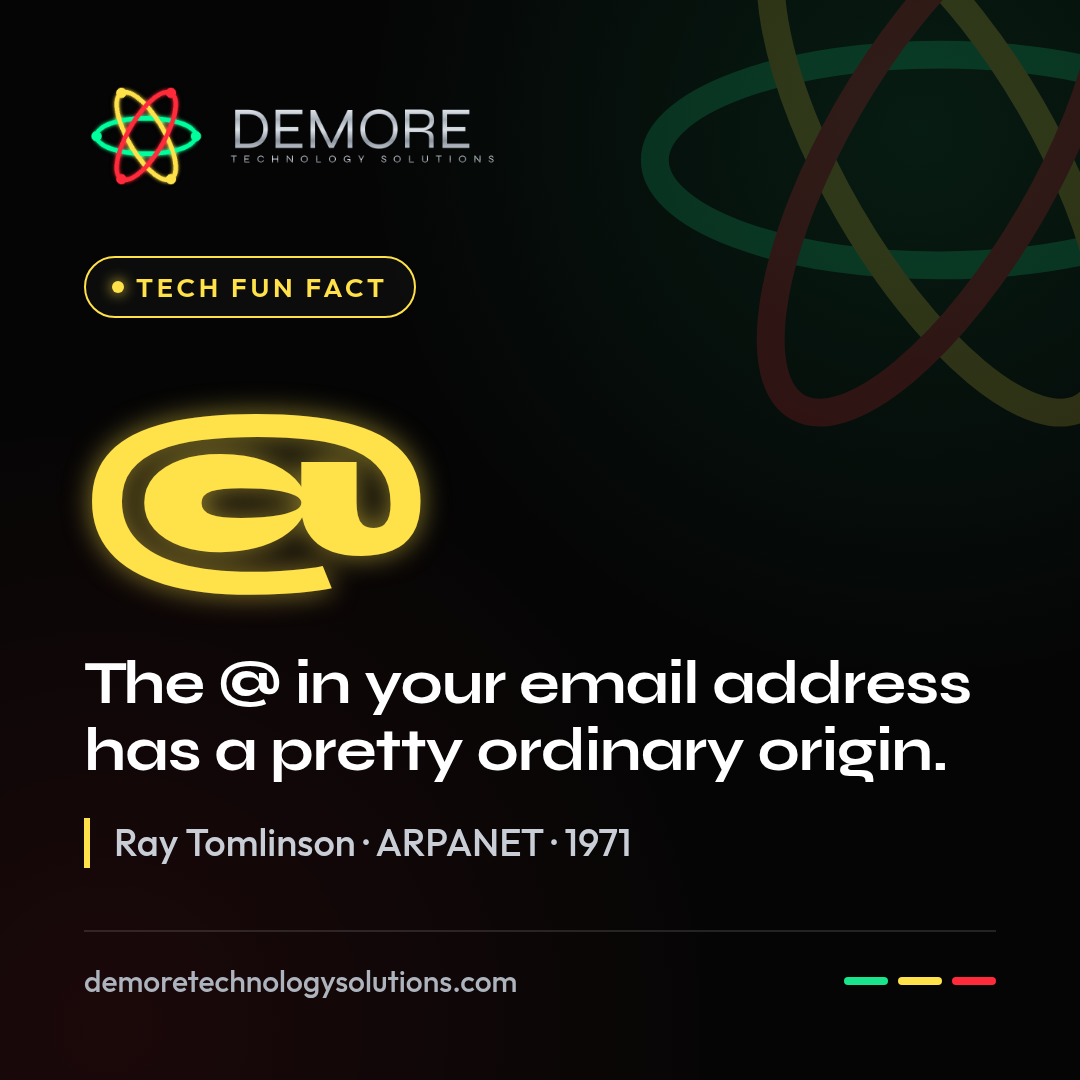 DEMORE
TECHNOLOGY SOLUTIONS
TECH FUN FACT
@
The @ in your email address
has a pretty ordinary origin.
Ray Tomlinson · ARPANET · 1971
demoretechnologysolutions.com